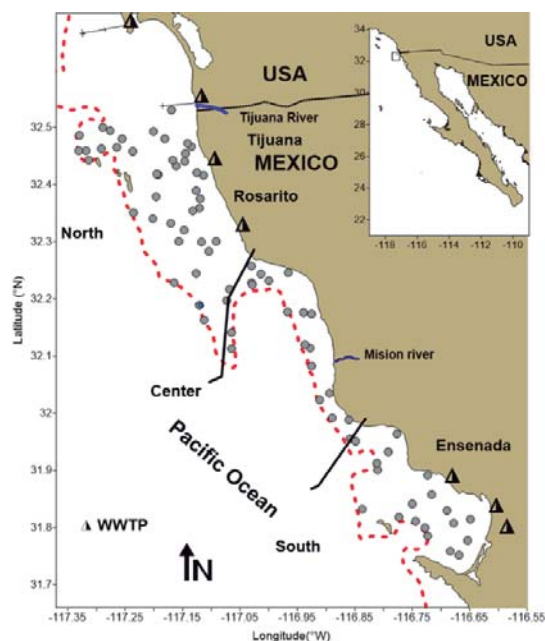 USA
Tijuana River
Tijuana
MEXICO
Rosarito
North
Center
Mision river
Pacific Ocean
Ensenada
South
WWTP
N
32.5
32.4
32.3
32.2
32.1
32
31.9
31.8
31.7
Latitude (°N)
-117.35
-117.25
-117.15
-117.05
-116.95
-116.85
-116.75
-116.65
-116.55
Longitude(°W)
USA
MEXICO
34
32
30
28
26
24
22
-118
-116
-114
-112
-110